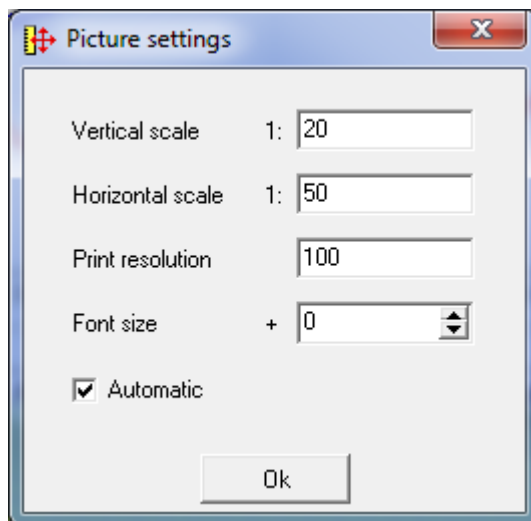 Picture settings
Vertical scale 1: 20
Horizontal scale 1: 50
Print resolution 100
Font size + 0
Automatic
Ok